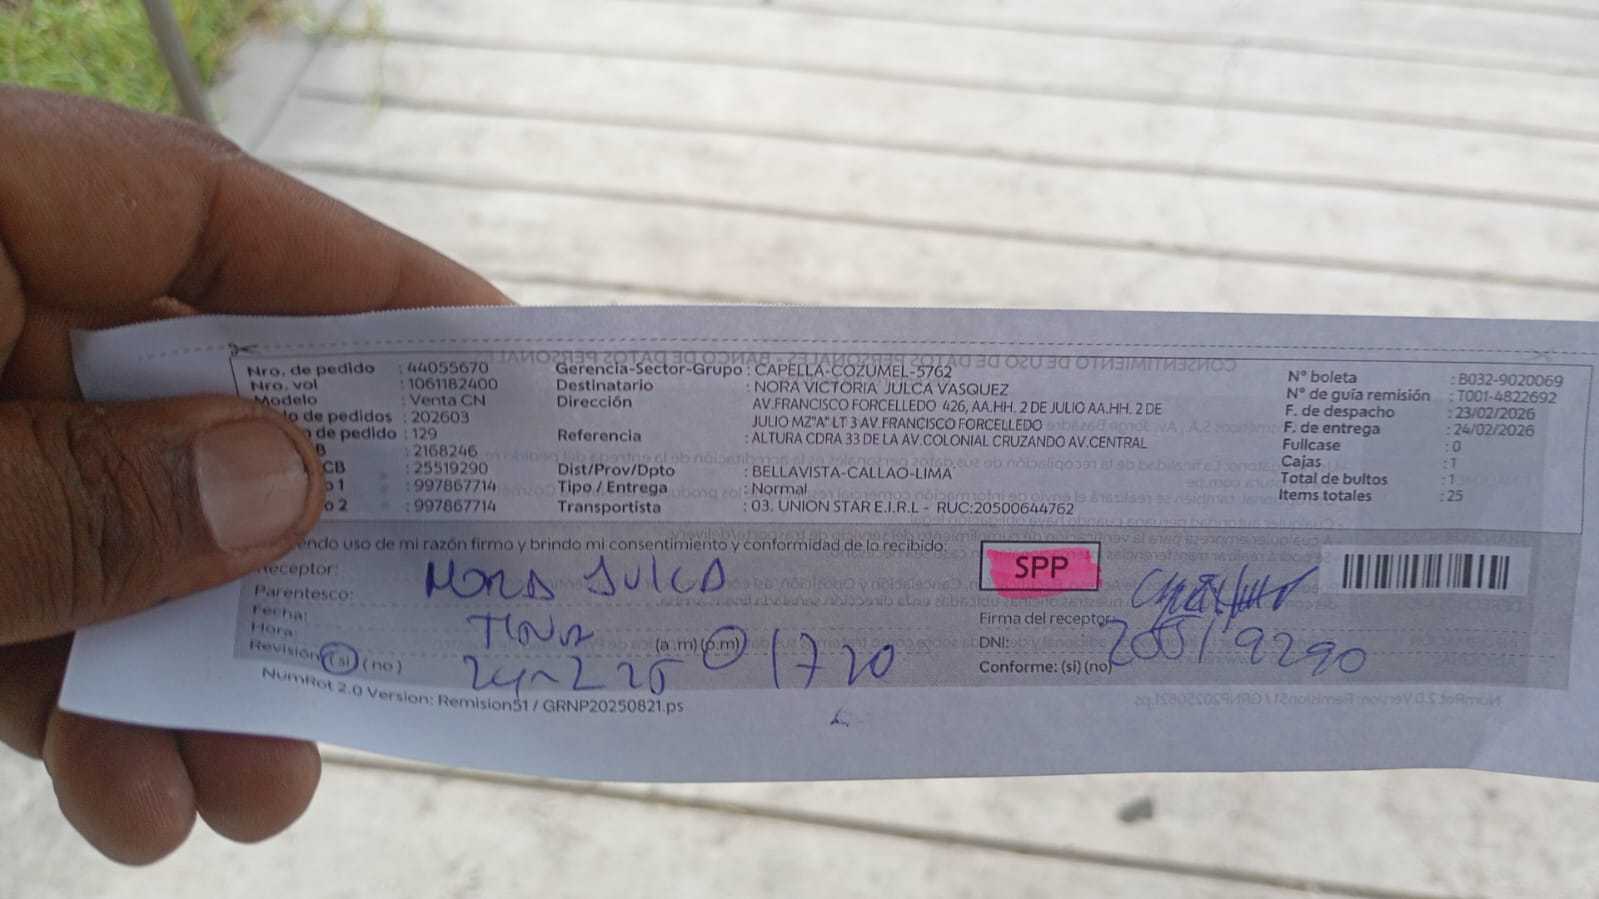 Nro. de pedido : 44055670
Nro. vol : 1061182400
Modelo : Venta CN
o de pedidos : 202603
o de pedido : 129
B : 2168246
CB : 25519290
o 1 : 997867714
o 2 : 997867714
Gerencia-Sector-Grupo : CAPELLA-COZUMEL-5762
Destinatario : NORA VICTORIA JULCA VASQUEZ
Dirección AV.FRANCISCO FORCELLEDO 426, AA.HH. 2 DE JULIO AA.HH. 2 DE
JULIO MZ"A" LT 3 AV.FRANCISCO FORCELLEDO
Referencia : ALTURA CDRA 33 DE LA AV.COLONIAL CRUZANDO AV.CENTRAL
Dist/Prov/Dpto : BELLAVISTA-CALLAO-LIMA
Tipo / Entrega : Normal
Transportista : 03. UNION STAR E.I.R.L - RUC:20500644762
N° boleta : B032-9020069
N° de guía remisión : T001-4822692
F. de despacho : 23/02/2026
F. de entrega : 24/02/2026
Fullcase : 0
Cajas : 1
Total de bultos : 1
Items totales : 25
endo uso de mi razón firmo y brindo mi consentimiento y conformidad de lo recibido:
Receptor: NORA JULCA
Parentesco:
Fecha:
Hora: (a.m) (p.m) 1720
Revisión (si) (no)
SPP
Firma del receptor
DNI:
Conforme: (si) (no)
NumRot 2.0 Version: Remision51 / GRNP20250821.ps